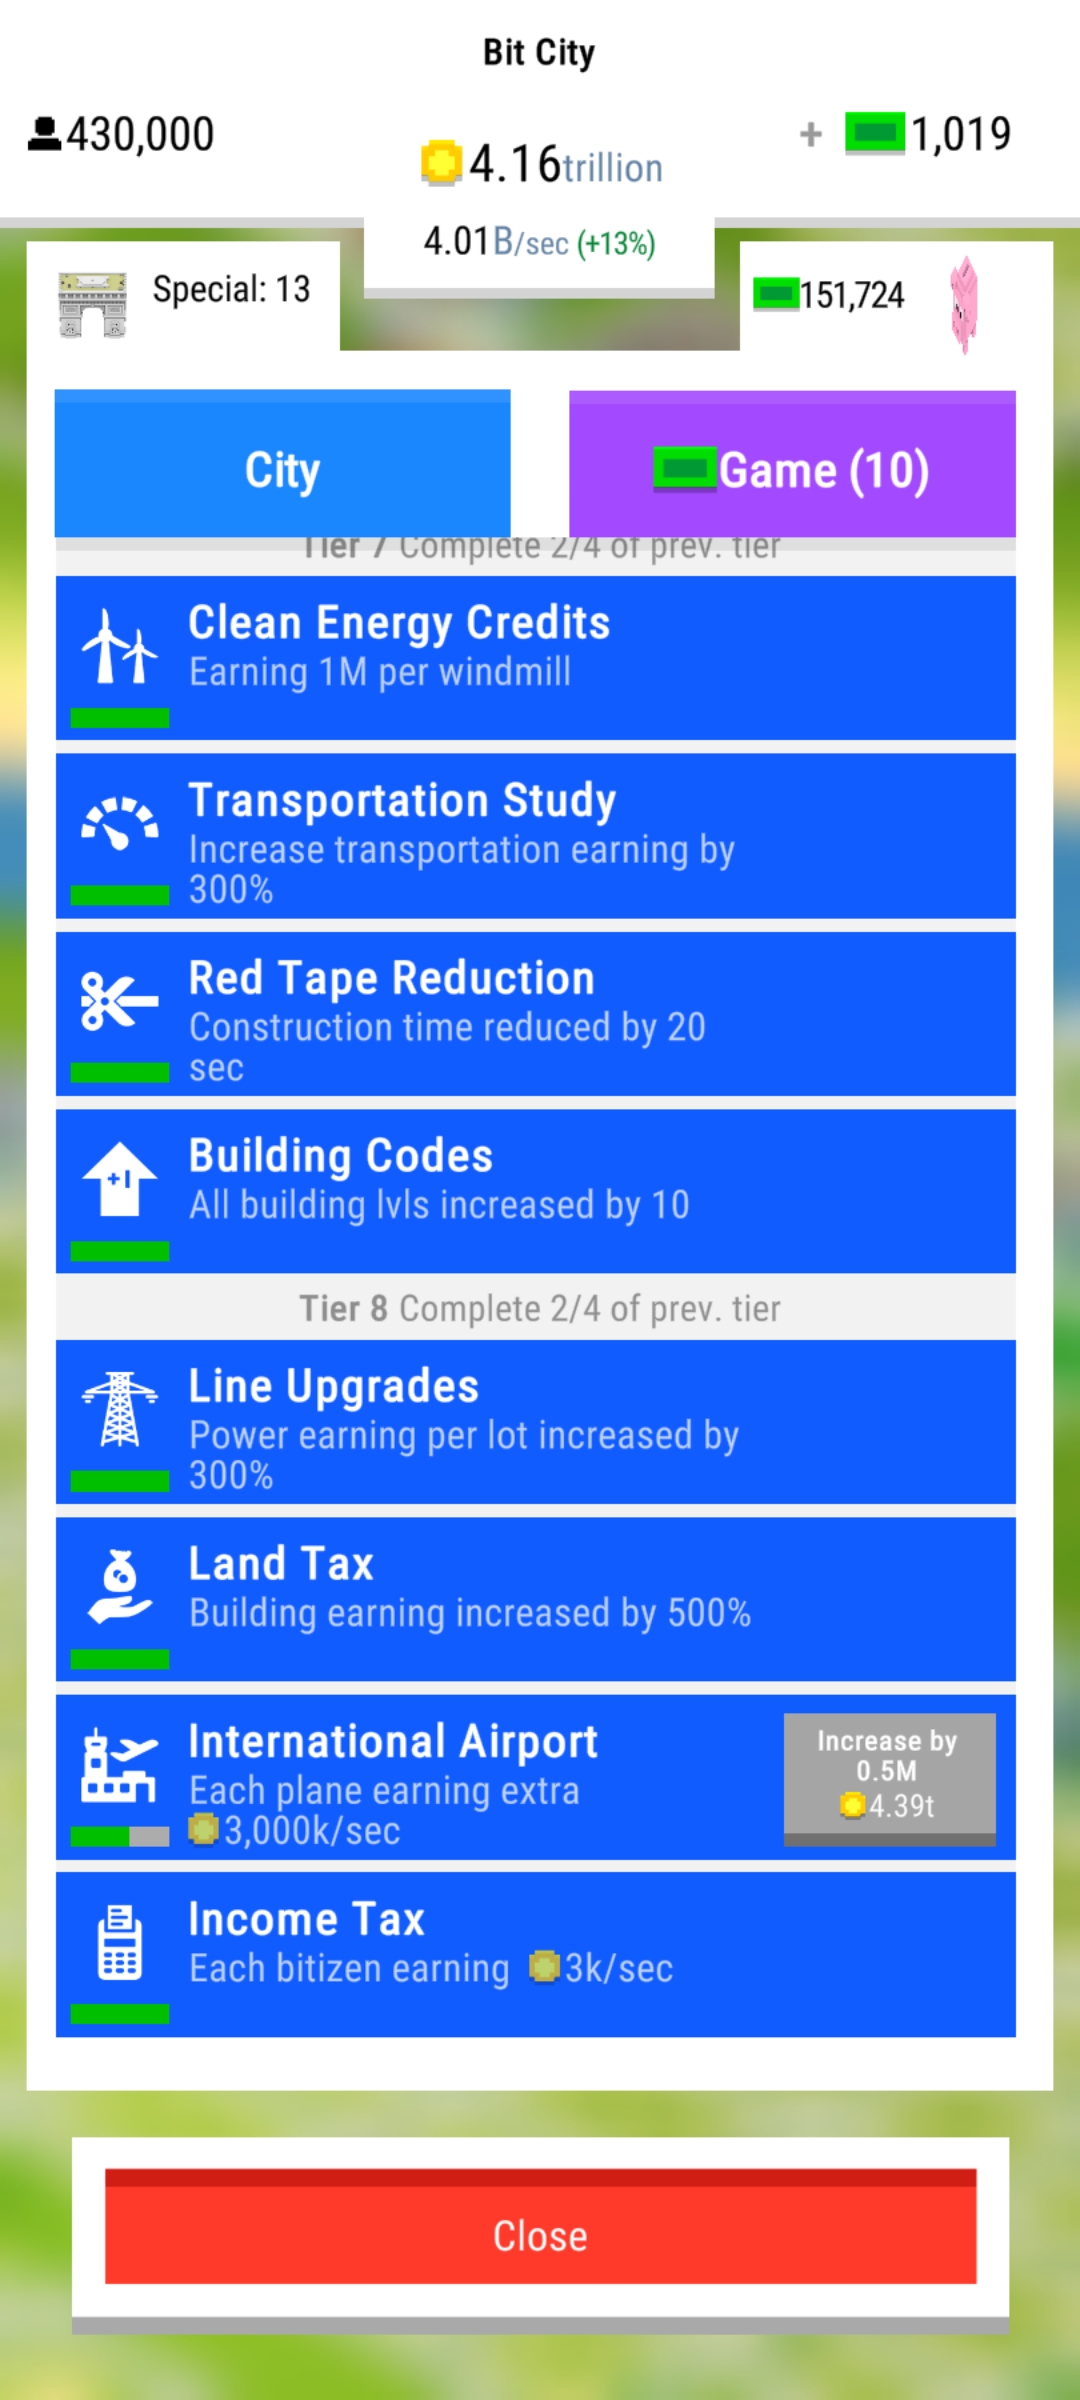 Bit City
430,000
4.16trillion
+ 1,019
4.01B/sec (+13%)
Special: 13
151,724
City
Game (10)
Tier 7 Complete 2/4 of prev. tier
Clean Energy Credits
Earning 1M per windmill
Transportation Study
Increase transportation earning by
300%
Red Tape Reduction
Construction time reduced by 20
sec
Building Codes
+1
All building lvls increased by 10
Tier 8 Complete 2/4 of prev. tier
Line Upgrades
Power earning per lot increased by
300%
Land Tax
Building earning increased by 500%
International Airport
Each plane earning extra
3,000k/sec
Increase by
0.5M
4.39t
Income Tax
Each bitizen earning 3k/sec
Close